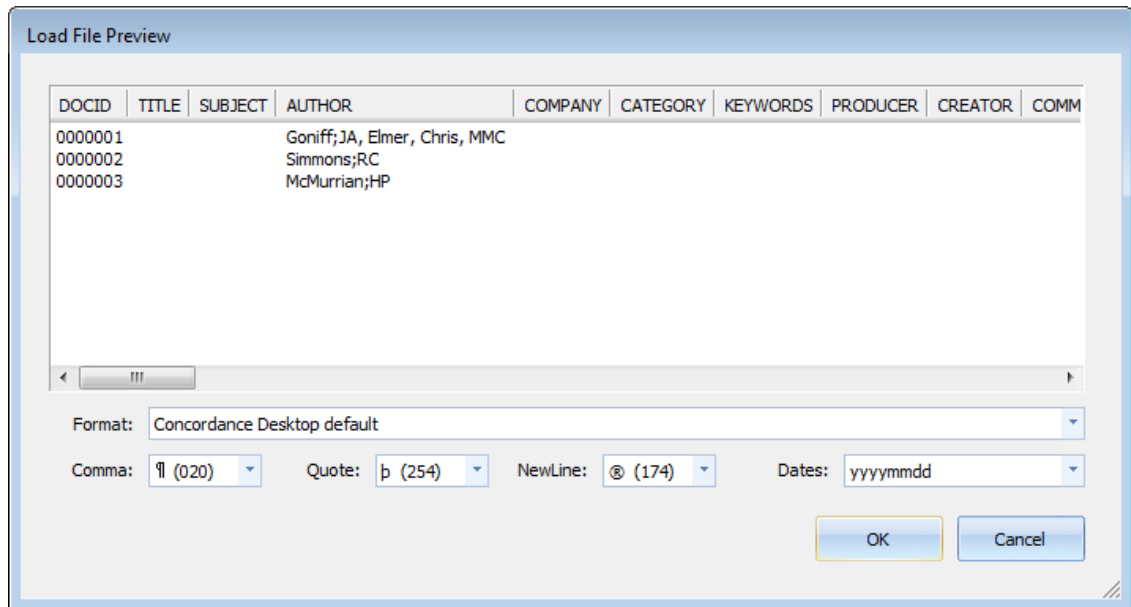 Load File Preview
DOCID TITLE SUBJECT AUTHOR COMPANY CATEGORY KEYWORDS PRODUCER CREATOR COMM
0000001 Goniff;JA, Elmer, Chris, MMC
0000002 Simmons;RC
0000003 McMurrian;HP
Format: Concordance Desktop default
Comma: ¶ (020) Quote: þ (254) NewLine: ® (174) Dates: yyyymmdd
OK Cancel